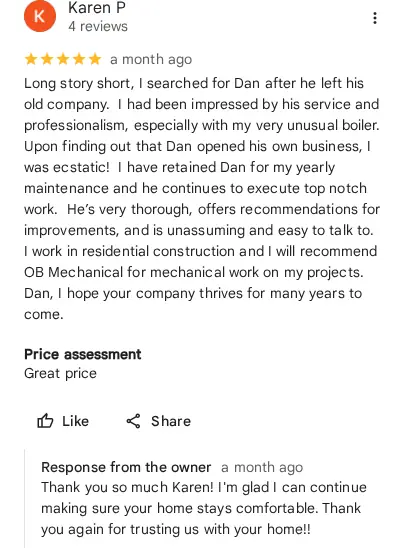 K
Karen P
4 reviews
a month ago
Long story short, I searched for Dan after he left his
old company.  I had been impressed by his service and
professionalism, especially with my very unusual boiler.
Upon finding out that Dan opened his own business, I
was ecstatic!  I have retained Dan for my yearly
maintenance and he continues to execute top notch
work.  He’s very thorough, offers recommendations for
improvements, and is unassuming and easy to talk to.
I work in residential construction and I will recommend
OB Mechanical for mechanical work on my projects.
Dan, I hope your company thrives for many years to
come.
Price assessment
Great price
Like Share
Response from the owner a month ago
Thank you so much Karen! I'm glad I can continue
making sure your home stays comfortable. Thank
you again for trusting us with your home!!